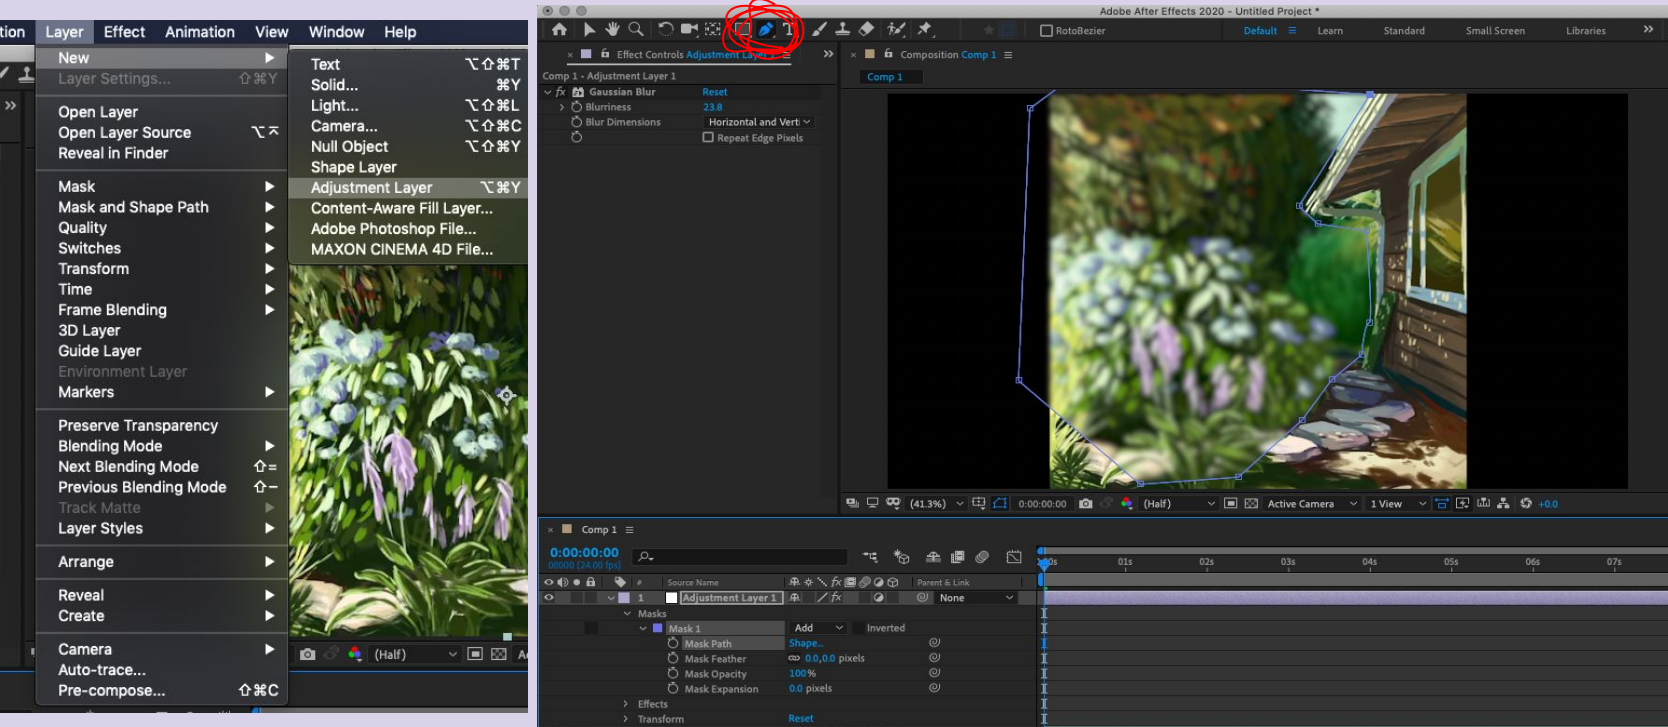 tion Layer Effect Animation View Window Help
New
Layer Settings... ⇧⌘Y
Open Layer
Open Layer Source
Reveal in Finder
Mask
Mask and Shape Path
Quality
Switches
Transform
Time
Frame Blending
3D Layer
Guide Layer
Environment Layer
Markers
Preserve Transparency
Blending Mode
Next Blending Mode ⇧=
Previous Blending Mode ⇧-
Track Matte
Layer Styles
Arrange
Reveal
Create
Camera
Auto-trace...
Pre-compose... ⇧⌘C
Text ⌥⇧⌘T
Solid... ⌘Y
Light... ⌥⇧⌘L
Camera... ⌥⇧⌘C
Null Object ⌥⇧⌘Y
Shape Layer
Adjustment Layer ⌥⌘Y
Content-Aware Fill Layer...
Adobe Photoshop File...
MAXON CINEMA 4D File...
(Half)
Adobe After Effects 2020 - Untitled Project *
RotoBezier Default Learn Standard Small Screen Libraries
Effect Controls Adjustment Layer 1
Comp 1 • Adjustment Layer 1
fx Gaussian Blur Reset
Blurriness 23.8
Blur Dimensions Horizontal and Verti
Repeat Edge Pixels
Composition Comp 1
Comp 1
(41.3%) 0:00:00:00 (Half) Active Camera 1 View +0.0
Comp 1
0:00:00:00
00000 (24.00 fps)
# Source Name Parent & Link
1 Adjustment Layer 1 None
Masks
Mask 1 Add Inverted
Mask Path Shape...
Mask Feather 0.0,0.0 pixels
Mask Opacity 100%
Mask Expansion 0.0 pixels
Effects
Transform Reset
01s 02s 03s 04s 05s 06s 07s